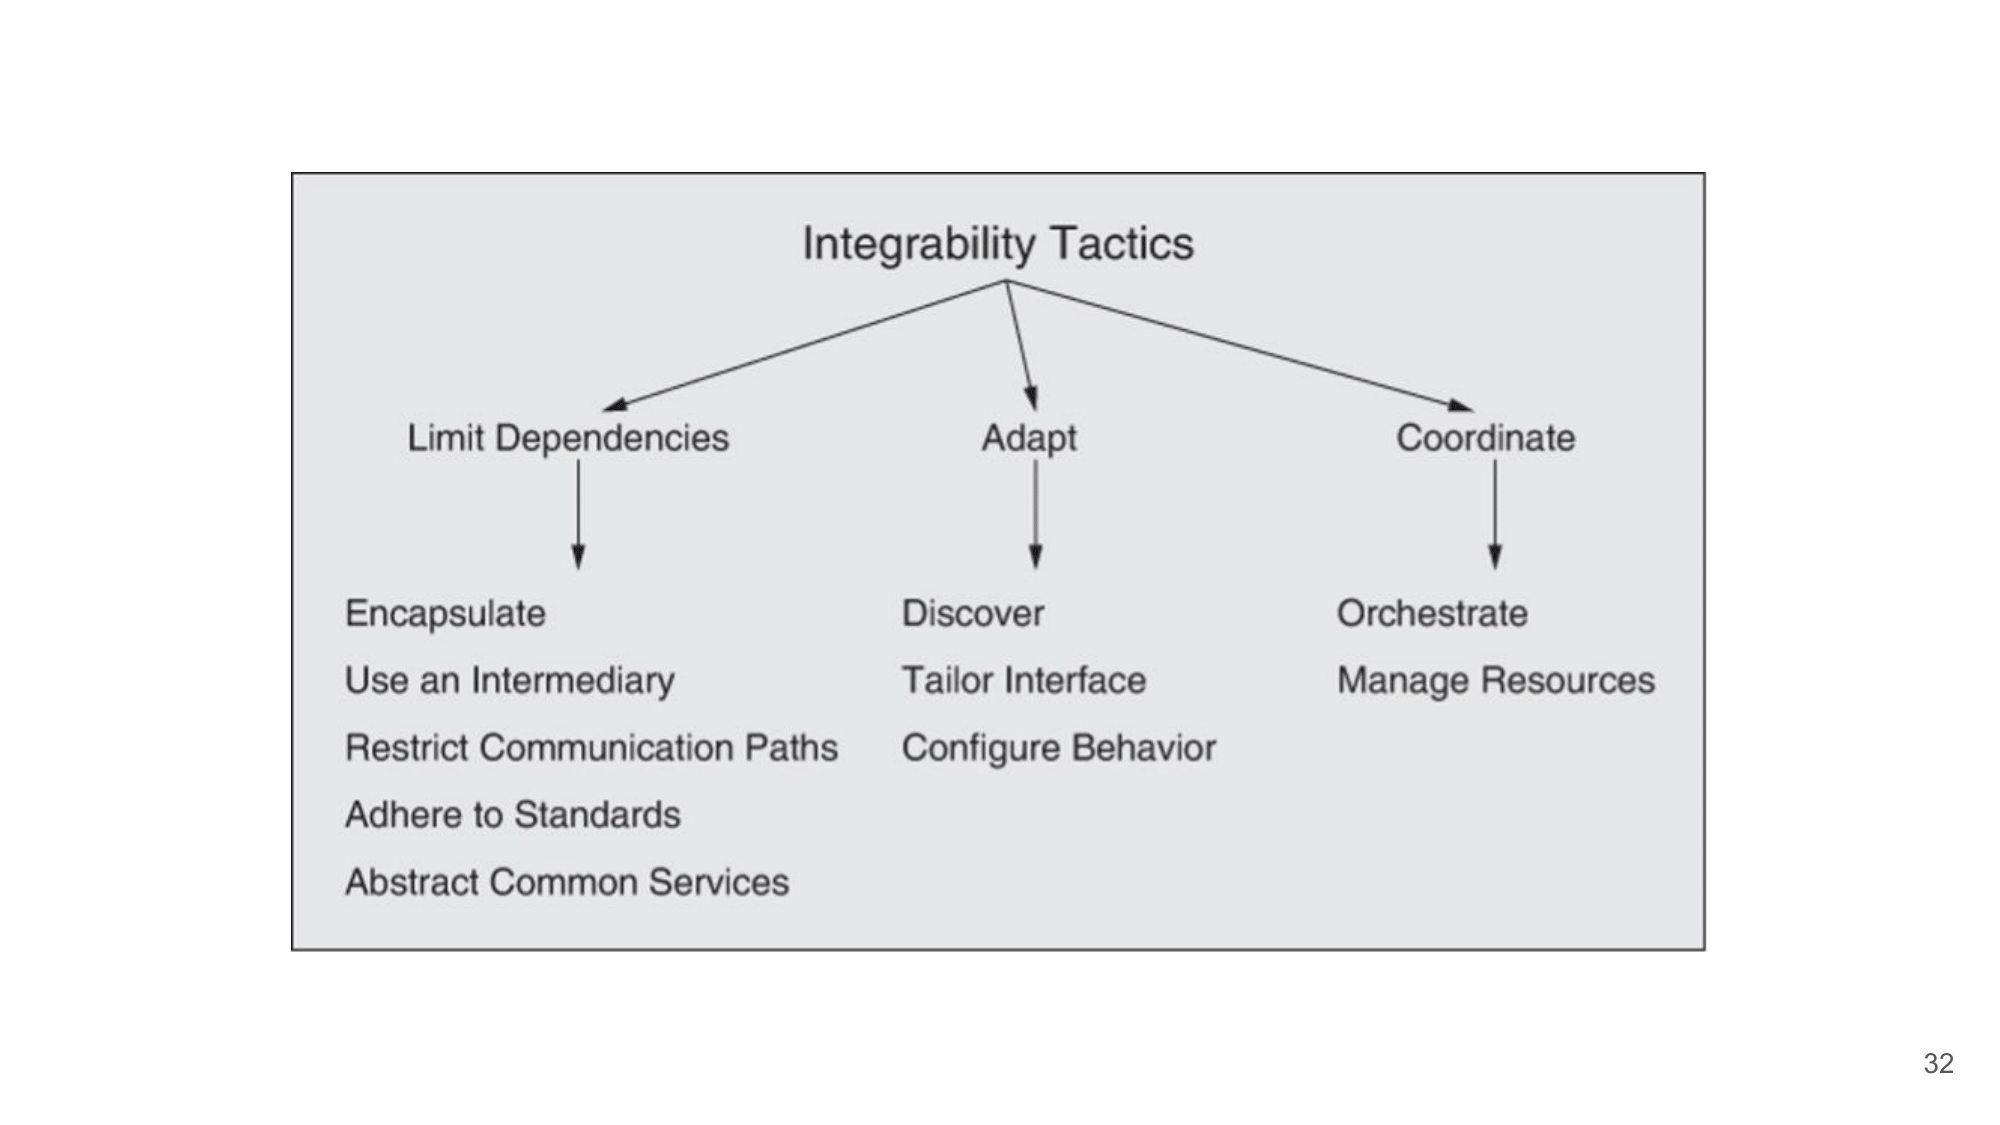 Integrability Tactics
Limit Dependencies
Adapt
Coordinate
Encapsulate
Use an Intermediary
Restrict Communication Paths
Adhere to Standards
Abstract Common Services
Discover
Tailor Interface
Configure Behavior
Orchestrate
Manage Resources
32